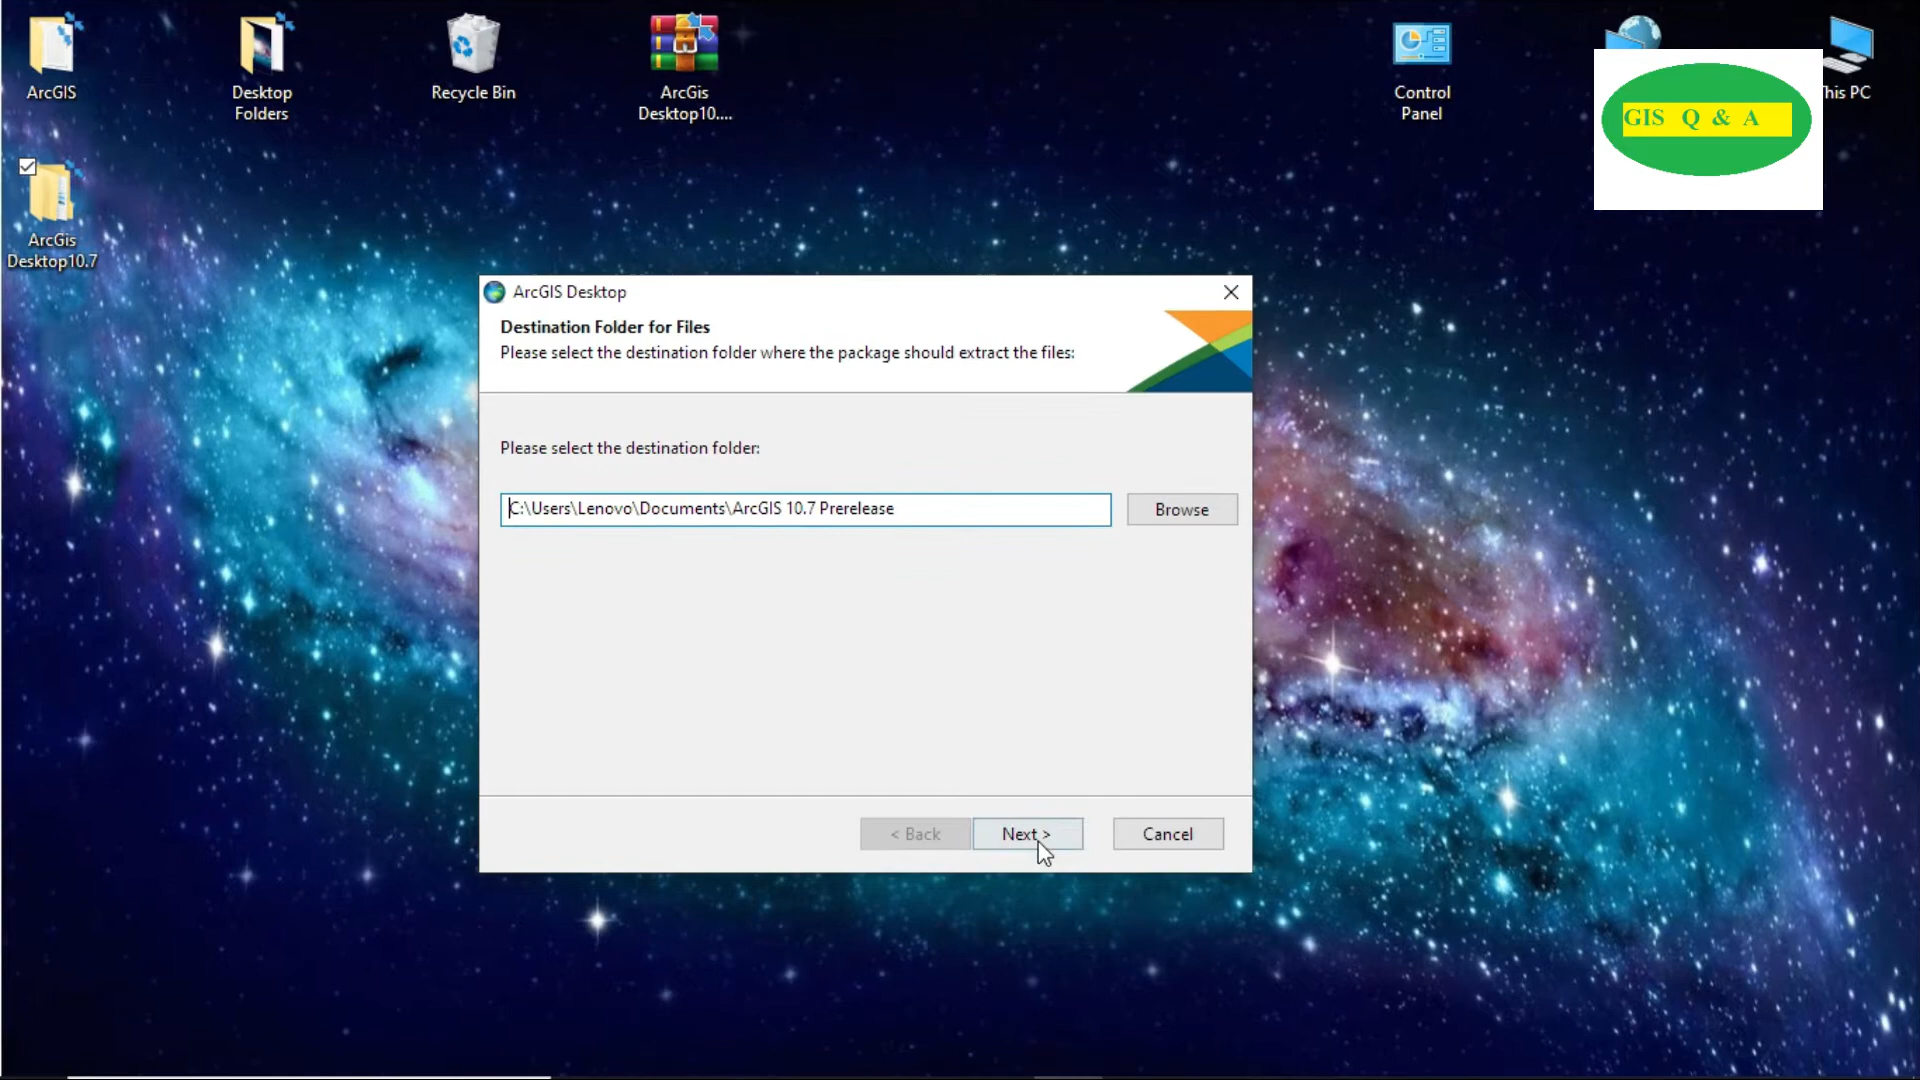 ArcGIS
Desktop
Folders
Recycle Bin
ArcGis
Desktop10....
Control
Panel
This PC
GIS Q & A
ArcGis
Desktop10.7
ArcGIS Desktop
Destination Folder for Files
Please select the destination folder where the package should extract the files:
Please select the destination folder:
C:\Users\Lenovo\Documents\ArcGIS 10.7 Prerelease
Browse
< Back
Next >
Cancel